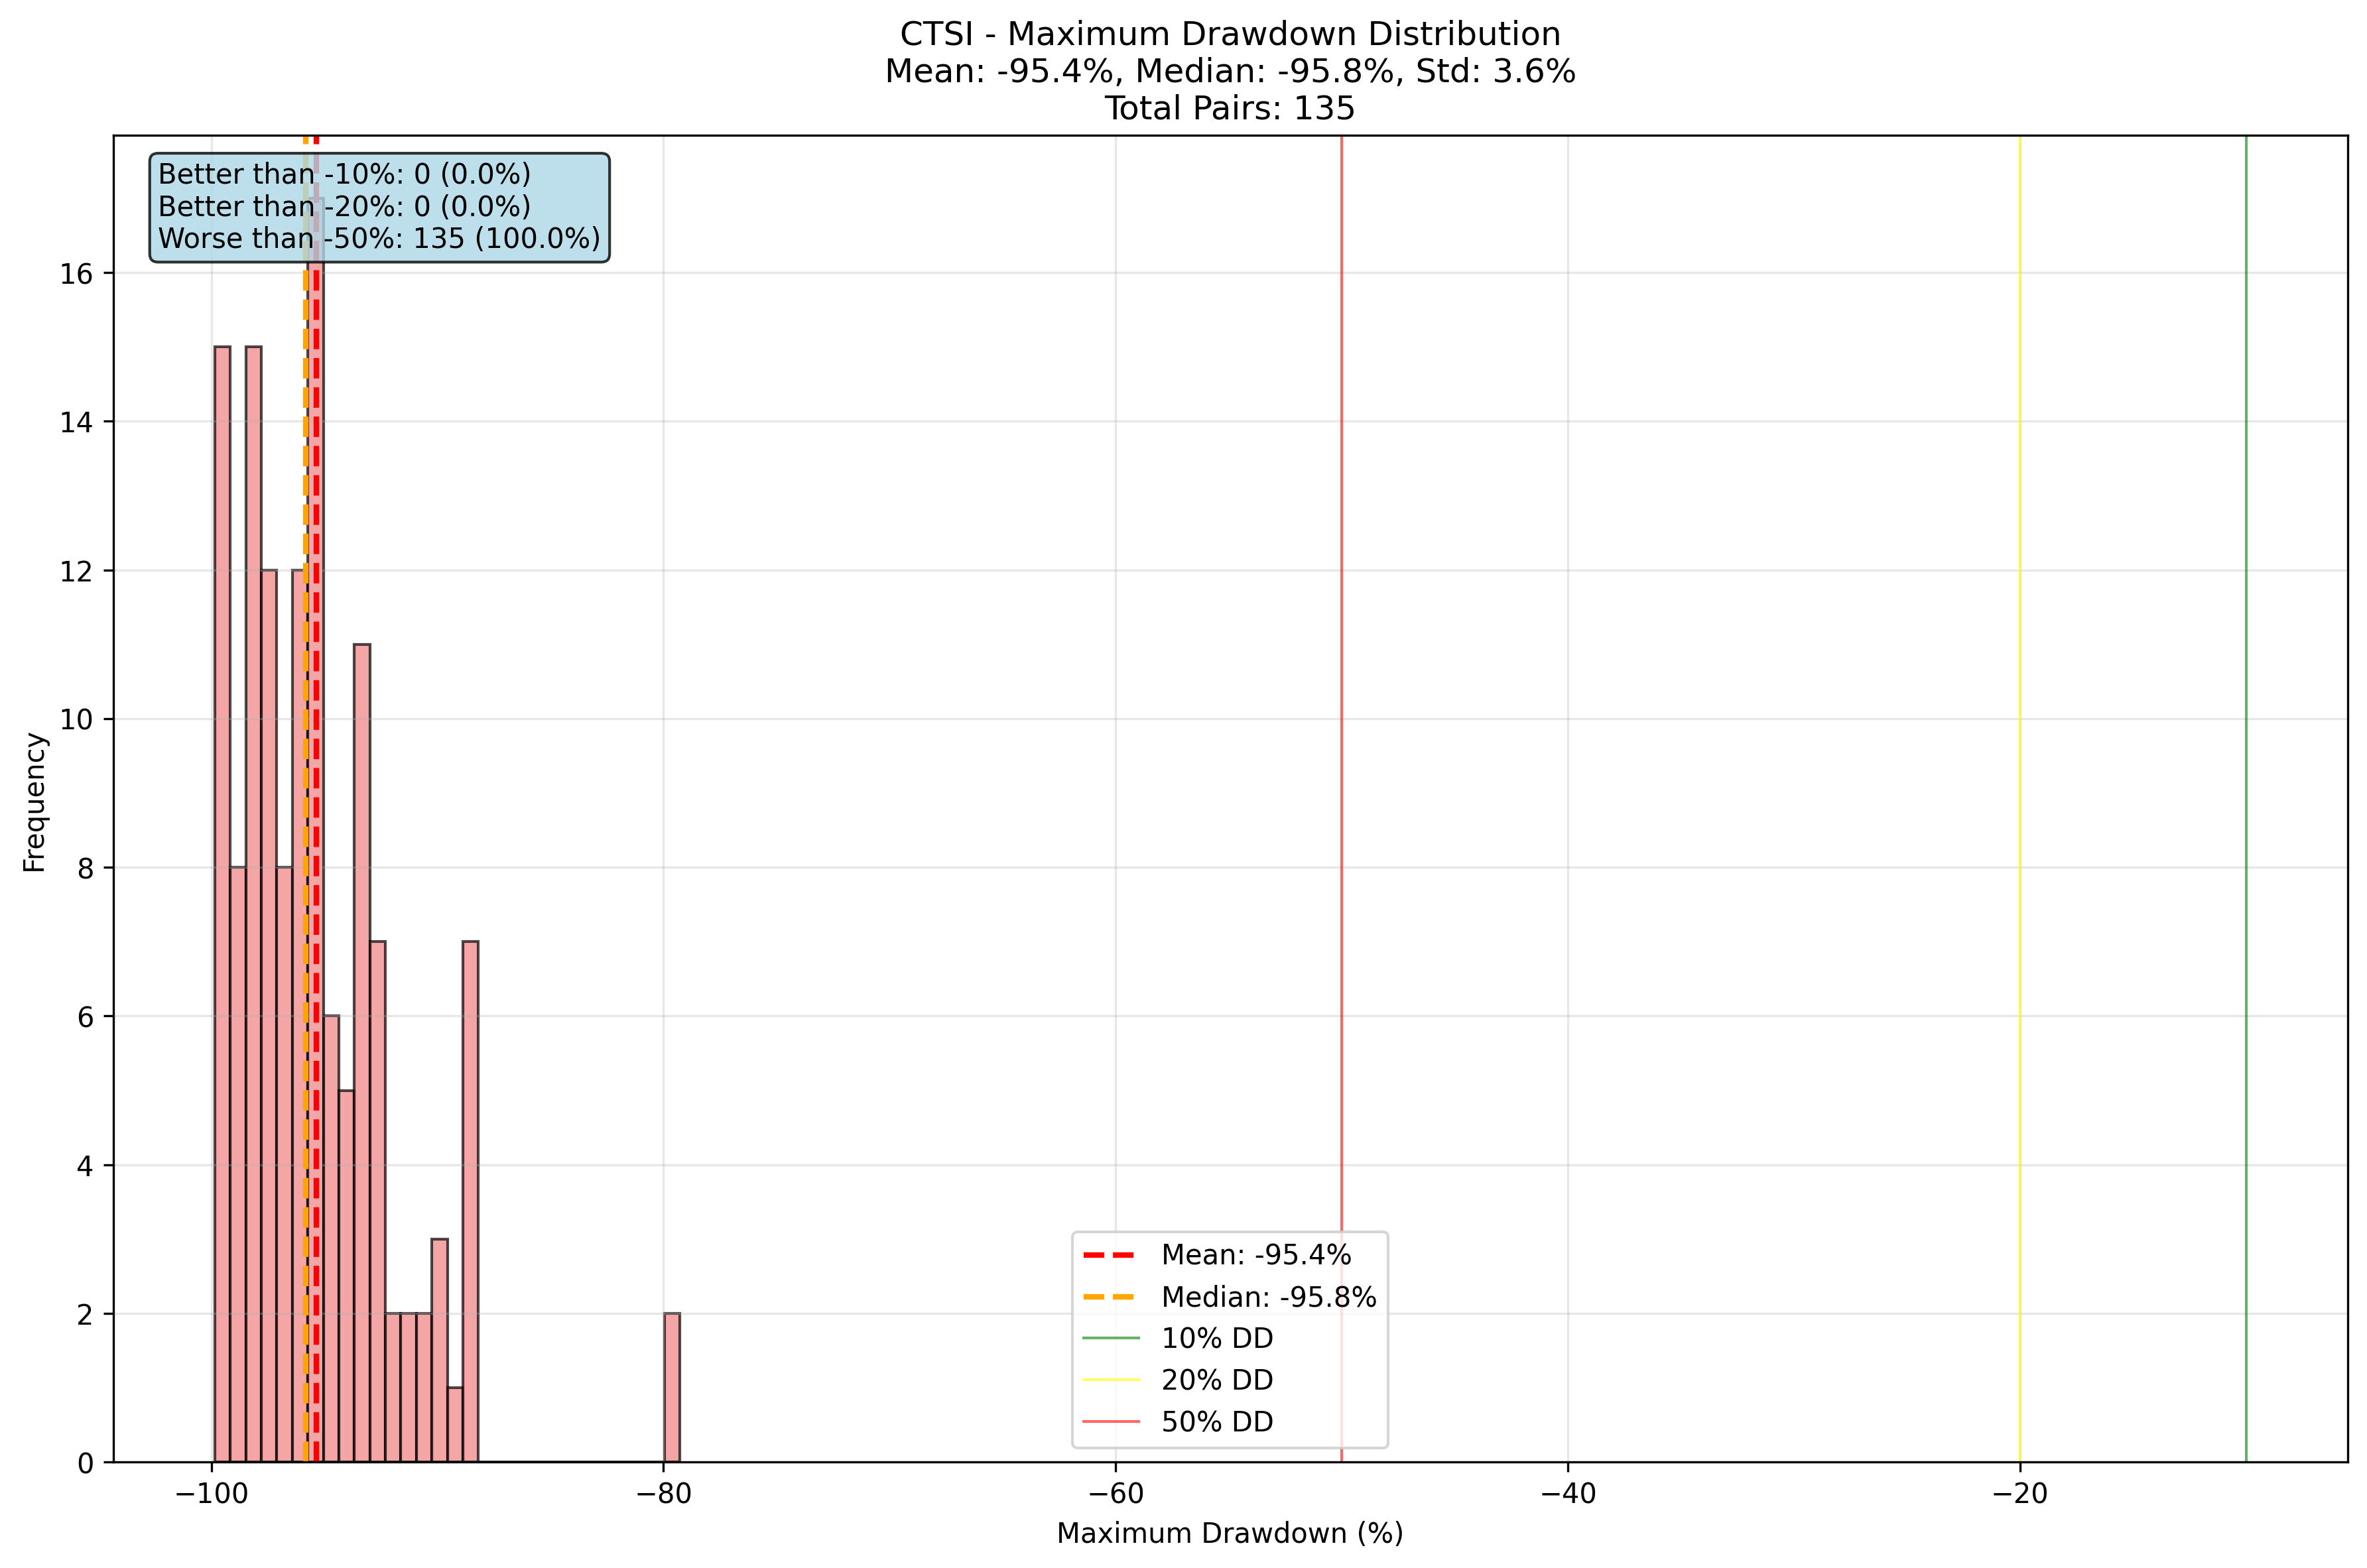 CTSI - Maximum Drawdown Distribution
Mean: -95.4%, Median: -95.8%, Std: 3.6%
Total Pairs: 135
Better than -10%: 0 (0.0%)
Better than -20%: 0 (0.0%)
Worse than -50%: 135 (100.0%)
16
14
12
10
8
6
4
2
0
Frequency
Mean: -95.4%
Median: -95.8%
10% DD
20% DD
50% DD
−100
−80
−60
−40
−20
Maximum Drawdown (%)